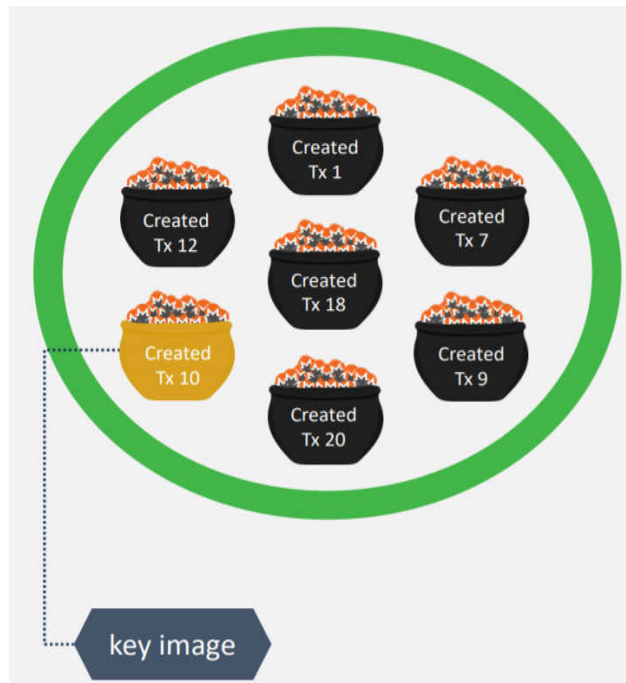 Created
Tx 1
Created
Tx 12
Created
Tx 7
Created
Tx 18
Created
Tx 10
Created
Tx 9
Created
Tx 20
key image